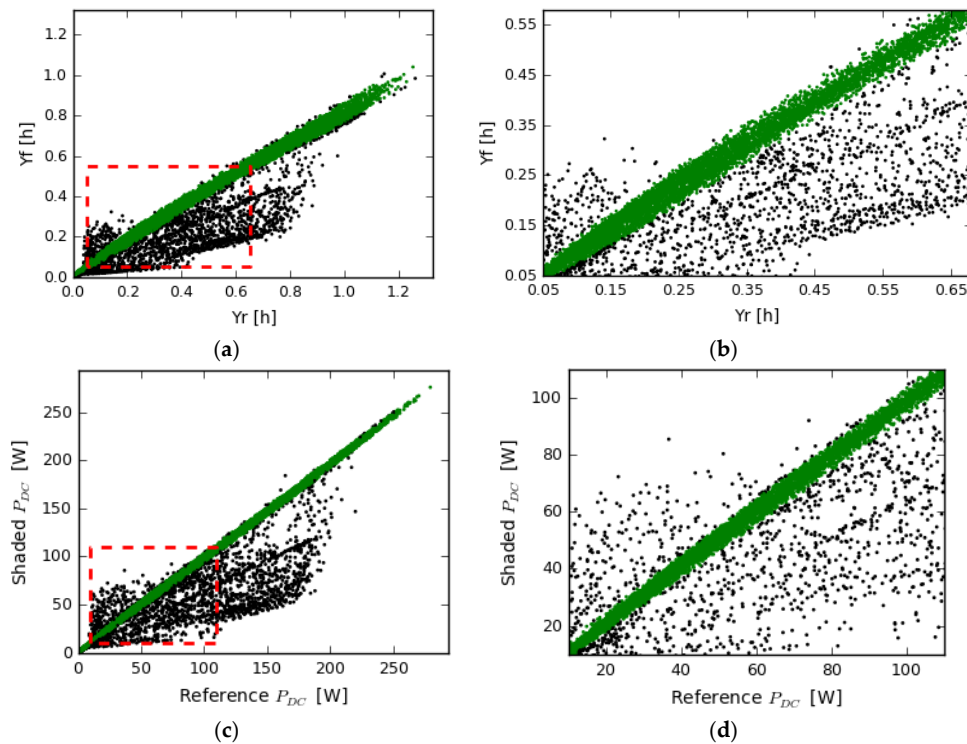 1.2
1.0
0.8
0.6
0.4
0.2
0.0
Yf [h]
0.0 0.2 0.4 0.6 0.8 1.0 1.2
Yr [h]
(a)
0.55
0.45
0.35
0.25
0.15
0.05
Yf [h]
0.05 0.15 0.25 0.35 0.45 0.55 0.65
Yr [h]
(b)
250
200
150
100
50
0
Shaded P_DC [W]
0 50 100 150 200 250
Reference P_DC [W]
(c)
100
80
60
40
20
Shaded P_DC [W]
20 40 60 80 100
Reference P_DC [W]
(d)